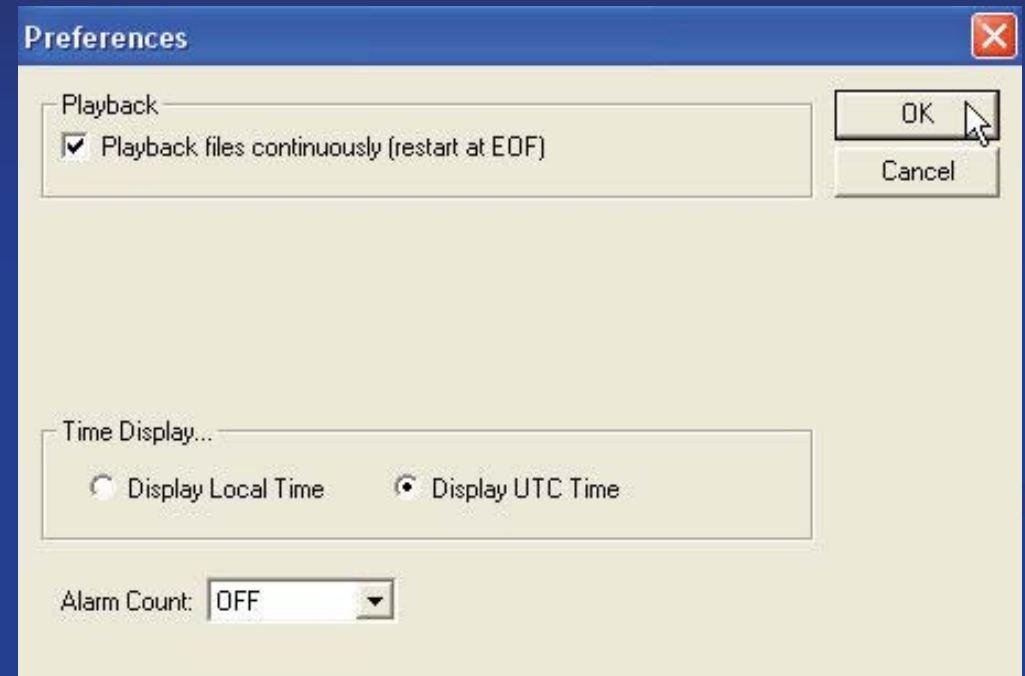 Preferences
Playback
Playback files continuously (restart at EOF)
OK
Cancel
Time Display...
Display Local Time
Display UTC Time
Alarm Count: OFF